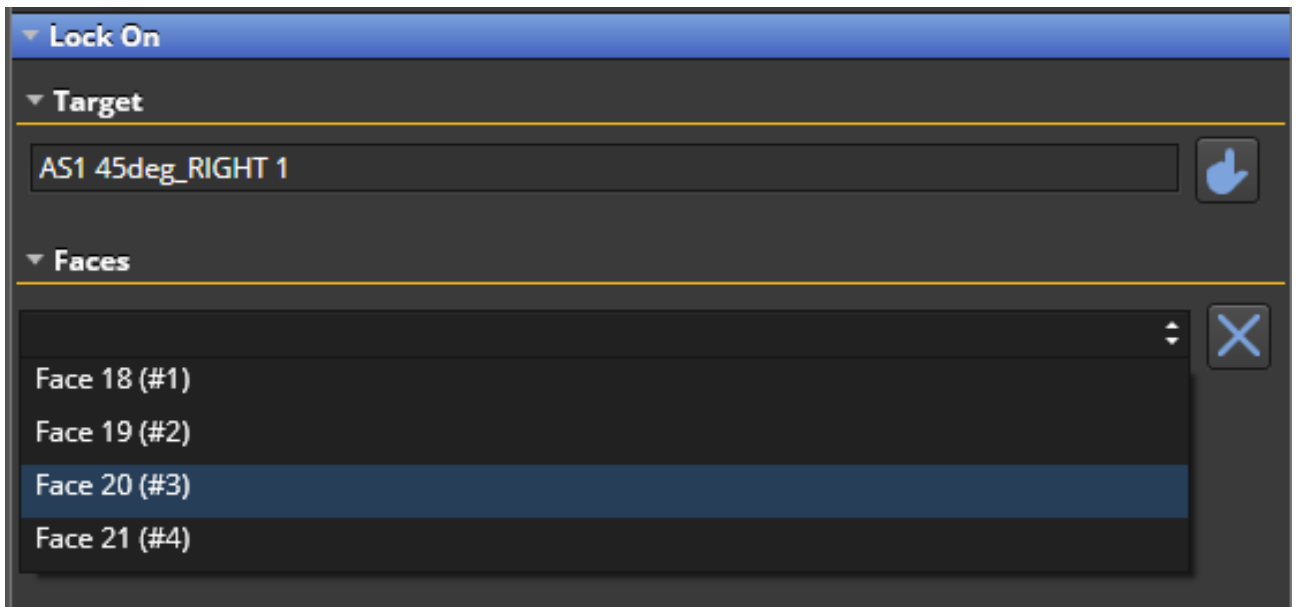 Lock On
Target
AS1 45deg_RIGHT 1
Faces
Face 18 (#1)
Face 19 (#2)
Face 20 (#3)
Face 21 (#4)